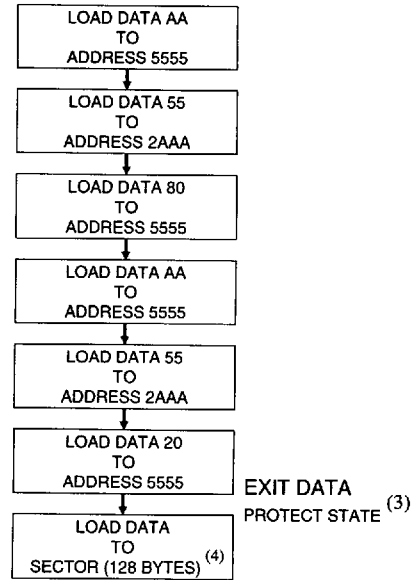 LOAD DATA AA
TO
ADDRESS 5555
LOAD DATA 55
TO
ADDRESS 2AAA
LOAD DATA 80
TO
ADDRESS 5555
LOAD DATA AA
TO
ADDRESS 5555
LOAD DATA 55
TO
ADDRESS 2AAA
LOAD DATA 20
TO
ADDRESS 5555
EXIT DATA
PROTECT STATE (3)
LOAD DATA
TO
SECTOR (128 BYTES) (4)